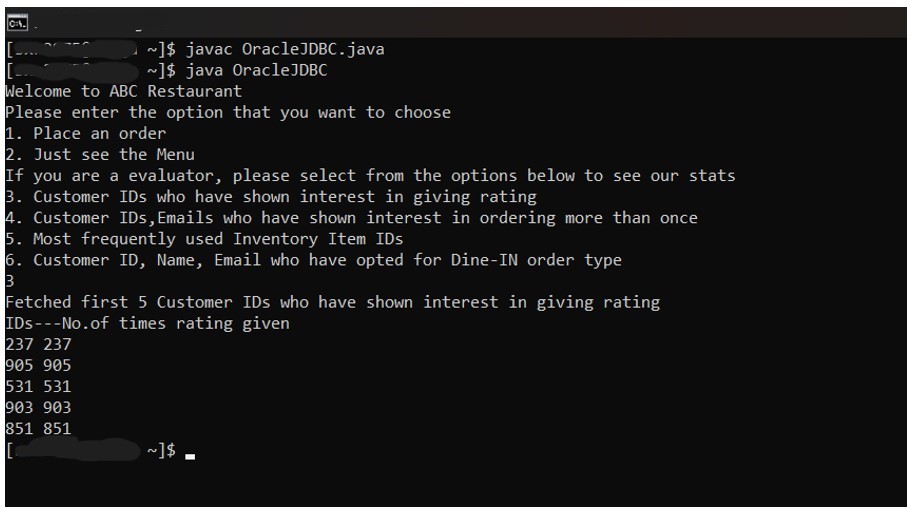 [ ~]$ javac OracleJDBC.java
[ ~]$ java OracleJDBC
Welcome to ABC Restaurant
Please enter the option that you want to choose
1. Place an order
2. Just see the Menu
If you are a evaluator, please select from the options below to see our stats
3. Customer IDs who have shown interest in giving rating
4. Customer IDs,Emails who have shown interest in ordering more than once
5. Most frequently used Inventory Item IDs
6. Customer ID, Name, Email who have opted for Dine-IN order type
3
Fetched first 5 Customer IDs who have shown interest in giving rating
IDs---No.of times rating given
237 237
905 905
531 531
903 903
851 851
[ ~]$